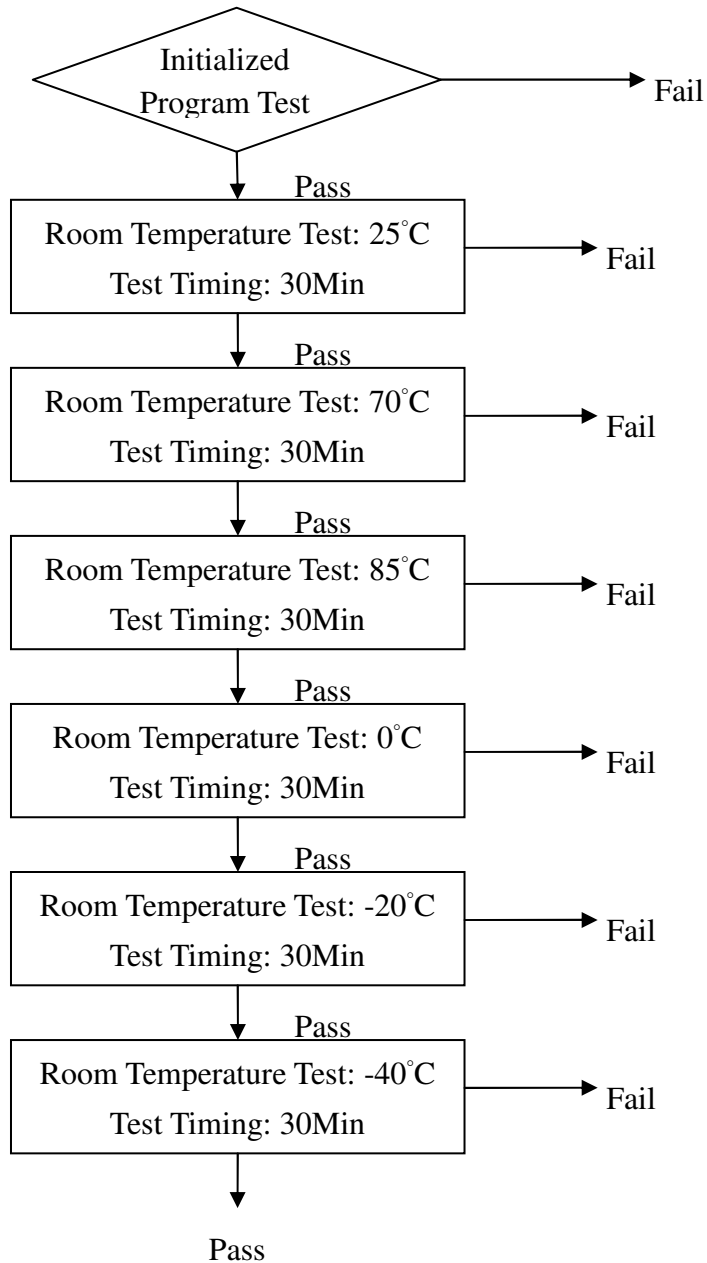 Initialized
Program Test
Fail
Pass
Room Temperature Test: 25°C
Test Timing: 30Min
Fail
Pass
Room Temperature Test: 70°C
Test Timing: 30Min
Fail
Pass
Room Temperature Test: 85°C
Test Timing: 30Min
Fail
Pass
Room Temperature Test: 0°C
Test Timing: 30Min
Fail
Pass
Room Temperature Test: -20°C
Test Timing: 30Min
Fail
Pass
Room Temperature Test: -40°C
Test Timing: 30Min
Fail
Pass